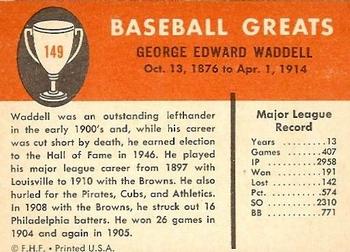 149
BASEBALL GREATS
GEORGE EDWARD WADDELL
Oct. 13, 1876 to Apr. 1, 1914
Waddell was an outstanding lefthander
in the early 1900's and, while his career
was cut short by death, he earned election
to the Hall of Fame in 1946. He played
his major league career from 1897 with
Louisville to 1910 with the Browns. He also
hurled for the Pirates, Cubs, and Athletics.
In 1908 with the Browns, he struck out 16
Philadelphia batters. He won 26 games in
1904 and again in 1905.
© F.H.F. • Printed U.S.A.
Major League
Record
Years 13
Games 407
IP 2958
Won 191
Lost 142
Pct. .574
SO 2310
BB 771